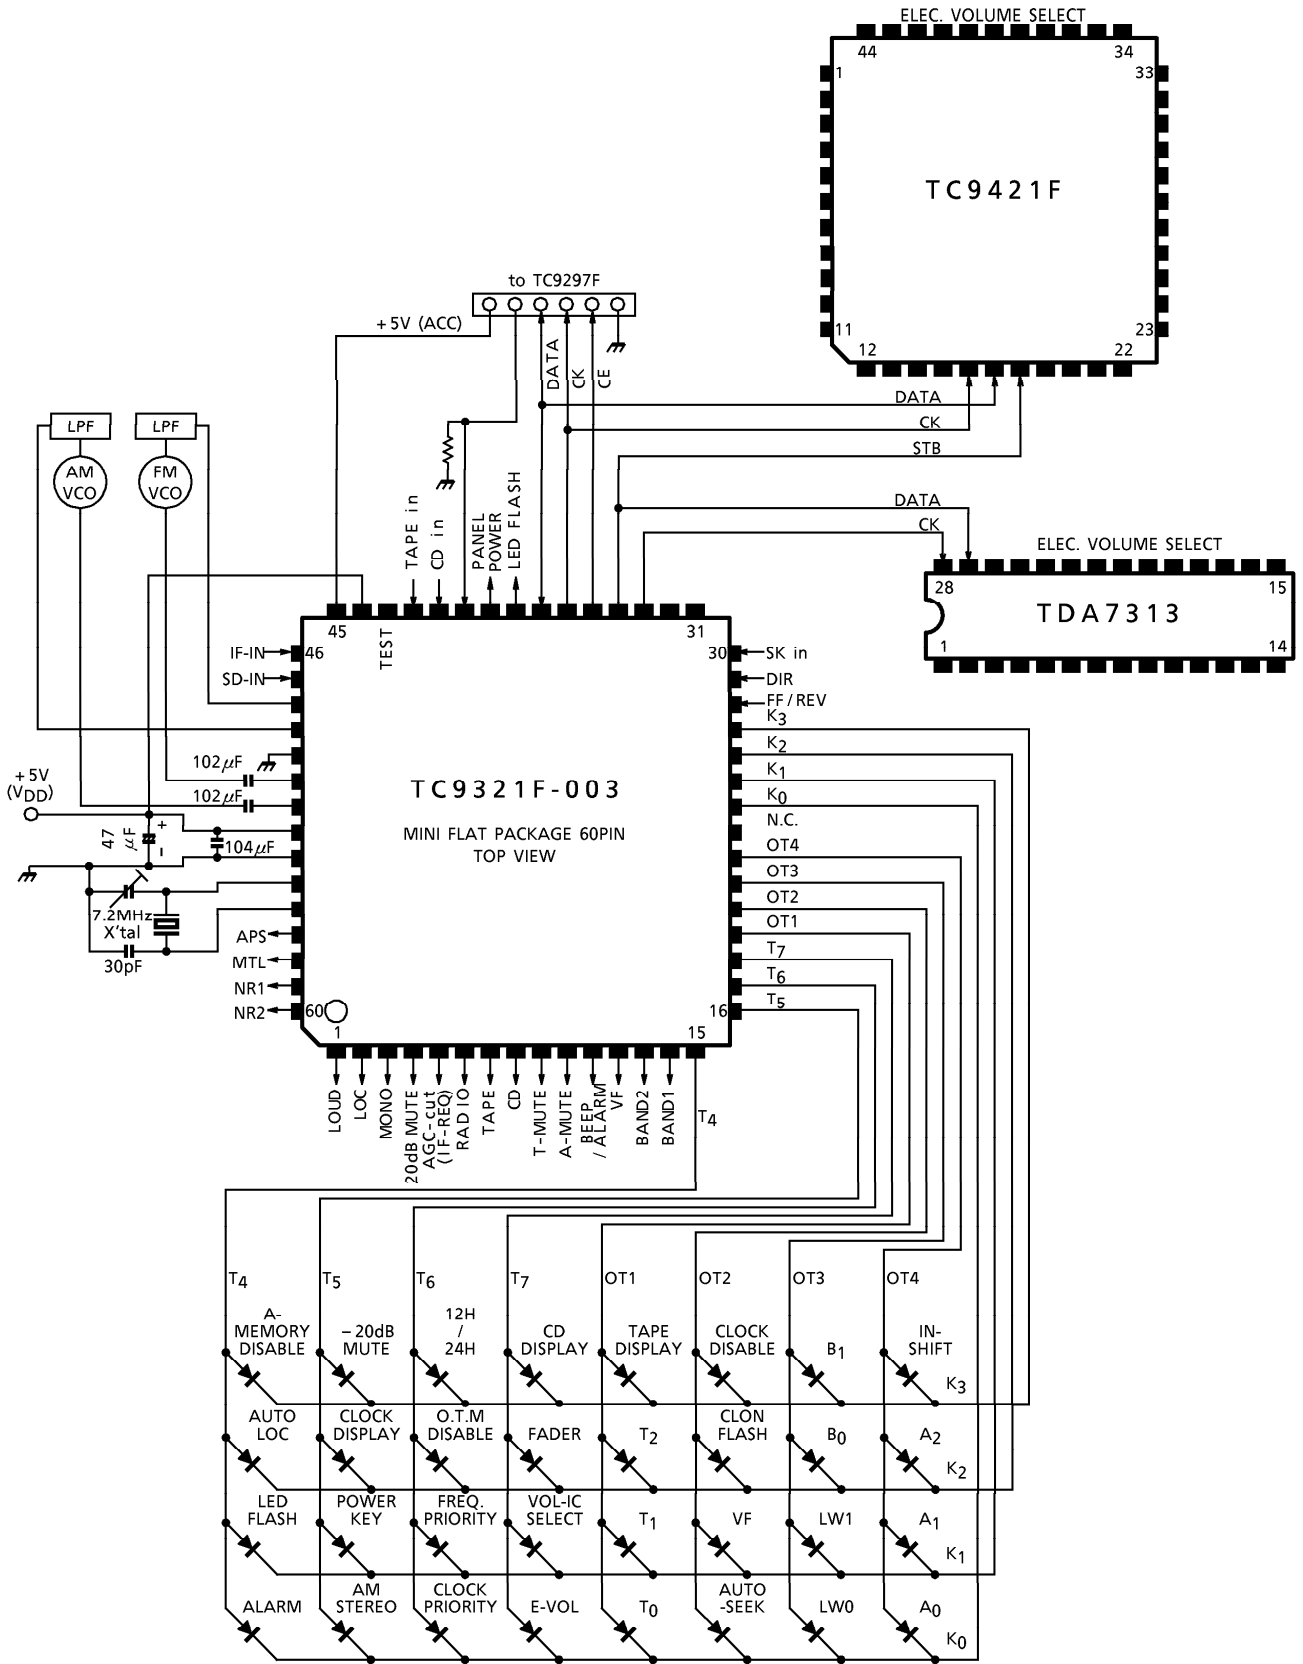 ELEC. VOLUME SELECT
44
34
1
33
TC9421F
11
23
12
22
to TC9297F
+5V (ACC)
DATA
CK
CE
DATA
CK
STB
LPF
LPF
AM
VCO
FM
VCO
TAPE in
CD in
PANEL
POWER
LED FLASH
DATA
CK
ELEC. VOLUME SELECT
28
15
TDA7313
1
14
45
TEST
31
IF-IN
46
30
SK in
SD-IN
DIR
FF/REV
K3
K2
K1
K0
N.C.
OT4
OT3
OT2
OT1
T7
T6
T5
102μF
102μF
+5V
(VDD)
47
μF
+
-
104μF
TC9321F-003
MINI FLAT PACKAGE 60PIN
TOP VIEW
7.2MHz
X'tal
30pF
APS
MTL
NR1
NR2
60
16
1
15
LOUD
LOC
MONO
20dB MUTE
AGC-cut
(IF-REQ)
RADIO
TAPE
CD
T-MUTE
A-MUTE
BEEP
/ALARM
VF
BAND2
BAND1
T4
T4
T5
T6
T7
OT1
OT2
OT3
OT4
A-
MEMORY
DISABLE
-20dB
MUTE
12H
/
24H
CD
DISPLAY
TAPE
DISPLAY
CLOCK
DISABLE
B1
IN-
SHIFT
K3
AUTO
LOC
CLOCK
DISPLAY
O.T.M
DISABLE
FADER
T2
CLON
FLASH
B0
A2
K2
LED
FLASH
POWER
KEY
FREQ.
PRIORITY
VOL-IC
SELECT
T1
VF
LW1
A1
K1
ALARM
AM
STEREO
CLOCK
PRIORITY
E-VOL
T0
AUTO
-SEEK
LW0
A0
K0